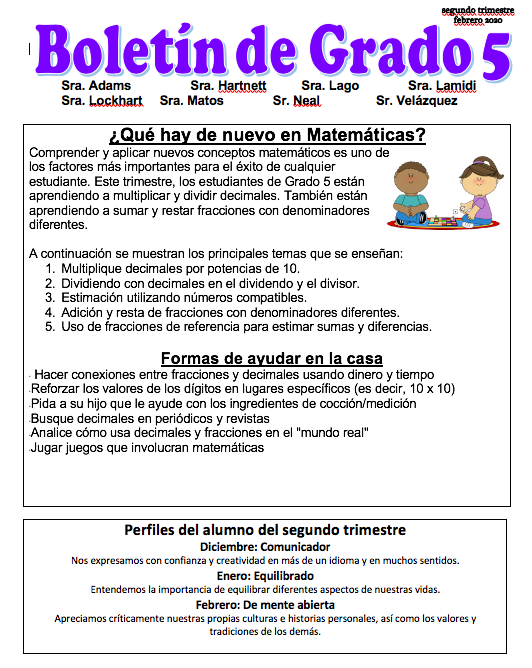 segundo trimestre
febrero 2020
Boletín de Grado 5
Sra. Adams Sra. Hartnett Sra. Lago Sra. Lamidi
Sra. Lockhart Sra. Matos Sr. Neal Sr. Velázquez
¿Qué hay de nuevo en Matemáticas?
Comprender y aplicar nuevos conceptos matemáticos es uno de
los factores más importantes para el éxito de cualquier
estudiante. Este trimestre, los estudiantes de Grado 5 están
aprendiendo a multiplicar y dividir decimales. También están
aprendiendo a sumar y restar fracciones con denominadores
diferentes.
A continuación se muestran los principales temas que se enseñan:
1. Multiplique decimales por potencias de 10.
2. Dividiendo con decimales en el dividendo y el divisor.
3. Estimación utilizando números compatibles.
4. Adición y resta de fracciones con denominadores diferentes.
5. Uso de fracciones de referencia para estimar sumas y diferencias.
Formas de ayudar en la casa
· Hacer conexiones entre fracciones y decimales usando dinero y tiempo
·Reforzar los valores de los dígitos en lugares específicos (es decir, 10 x 10)
·Pida a su hijo que le ayude con los ingredientes de cocción/medición
·Busque decimales en periódicos y revistas
·Analice cómo usa decimales y fracciones en el "mundo real"
·Jugar juegos que involucran matemáticas
Perfiles del alumno del segundo trimestre
Diciembre: Comunicador
Nos expresamos con confianza y creatividad en más de un idioma y en muchos sentidos.
Enero: Equilibrado
Entendemos la importancia de equilibrar diferentes aspectos de nuestras vidas.
Febrero: De mente abierta
Apreciamos críticamente nuestras propias culturas e historias personales, así como los valores y
tradiciones de los demás.